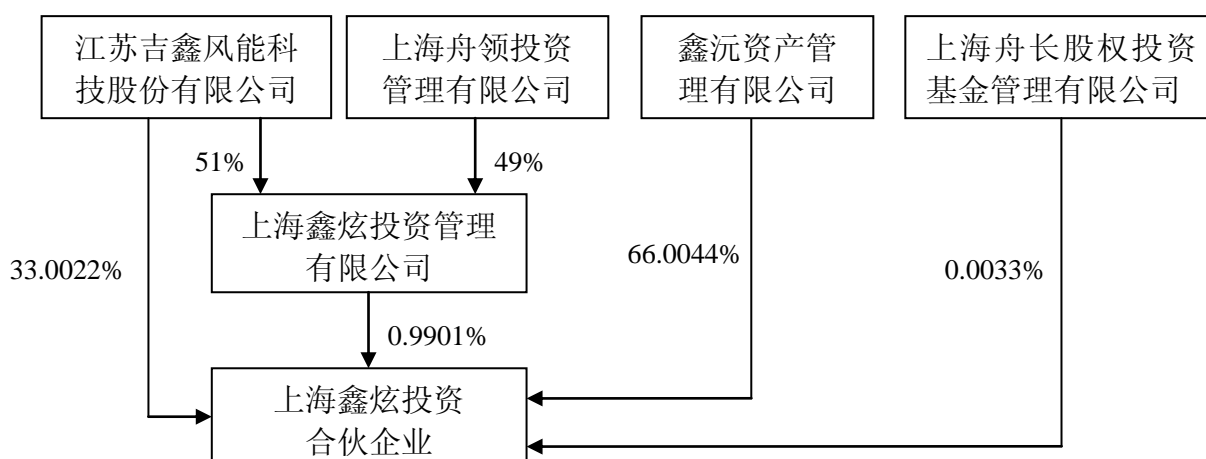 江苏吉鑫风能科
技股份有限公司
上海舟领投资
管理有限公司
鑫沅资产管
理有限公司
上海舟长股权投资
基金管理有限公司
51%
49%
上海鑫炫投资管理
有限公司
33.0022%
66.0044%
0.0033%
0.9901%
上海鑫炫投资
合伙企业